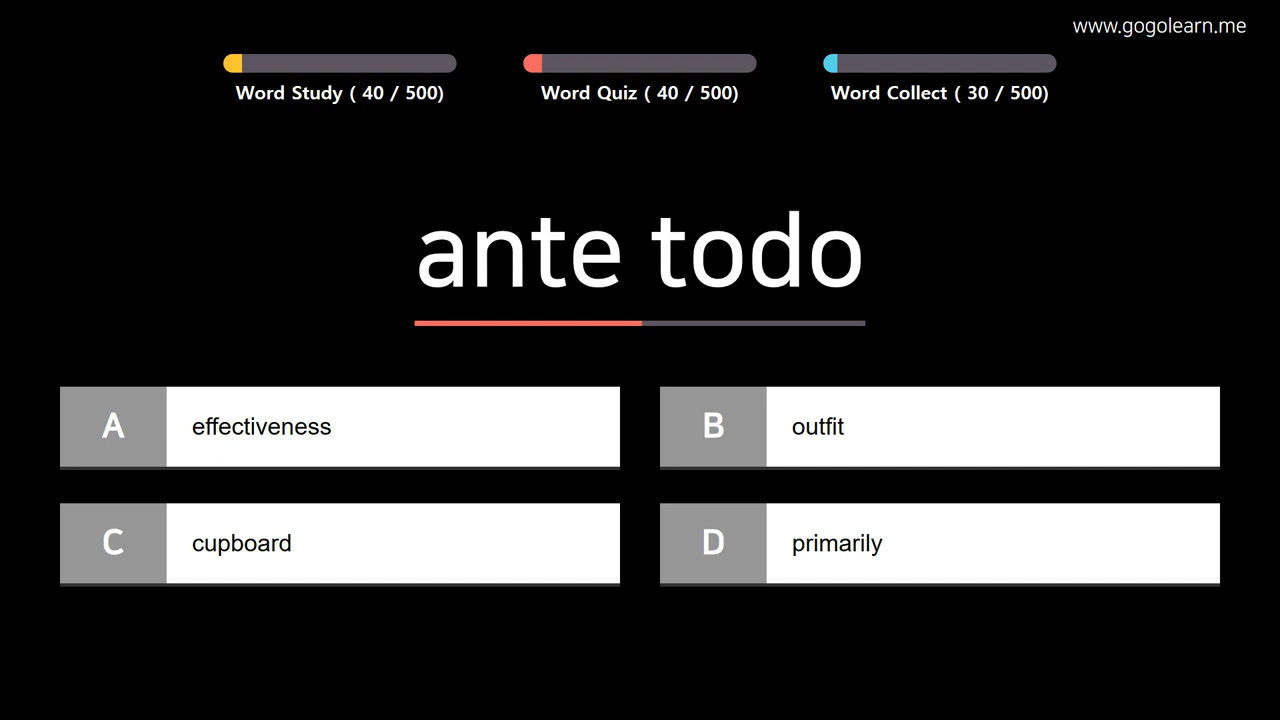 www.gogolearn.me
Word Study ( 40 / 500)
Word Quiz ( 40 / 500)
Word Collect ( 30 / 500)
ante todo
A effectiveness
B outfit
C cupboard
D primarily